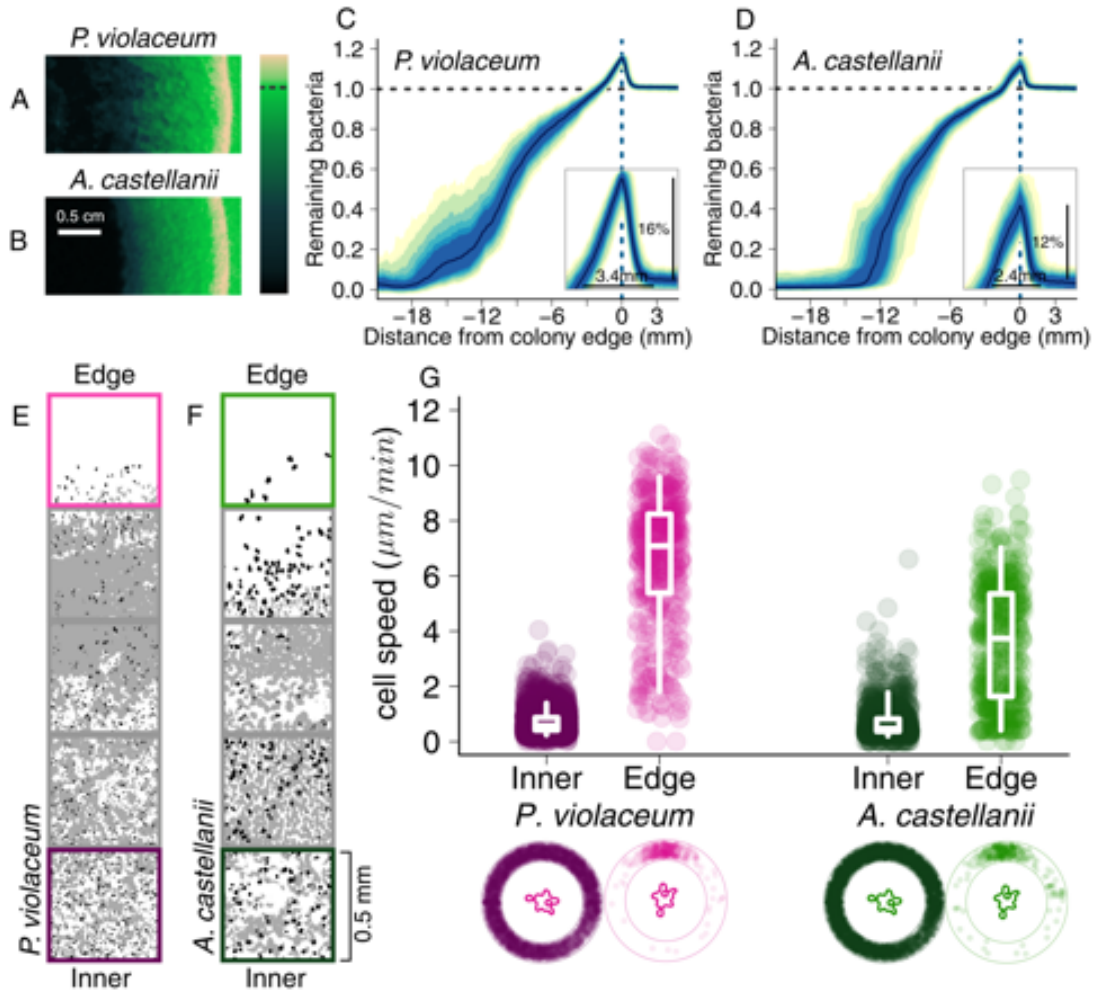 P. violaceum
A
A. castellanii
0.5 cm
B
C
P. violaceum
Remaining bacteria
1.2
1.0
0.8
0.6
0.4
0.2
0.0
16%
3.4mm
−18 −12 −6 0 3
Distance from colony edge (mm)
D
A. castellanii
Remaining bacteria
1.2
1.0
0.8
0.6
0.4
0.2
0.0
12%
2.4mm
−18 −12 −6 0 3
Distance from colony edge (mm)
E
Edge
P. violaceum
Inner
F
Edge
A. castellanii
0.5 mm
Inner
G
cell speed (μm/min)
12
10
8
6
4
2
0
Inner Edge Inner Edge
P. violaceum A. castellanii